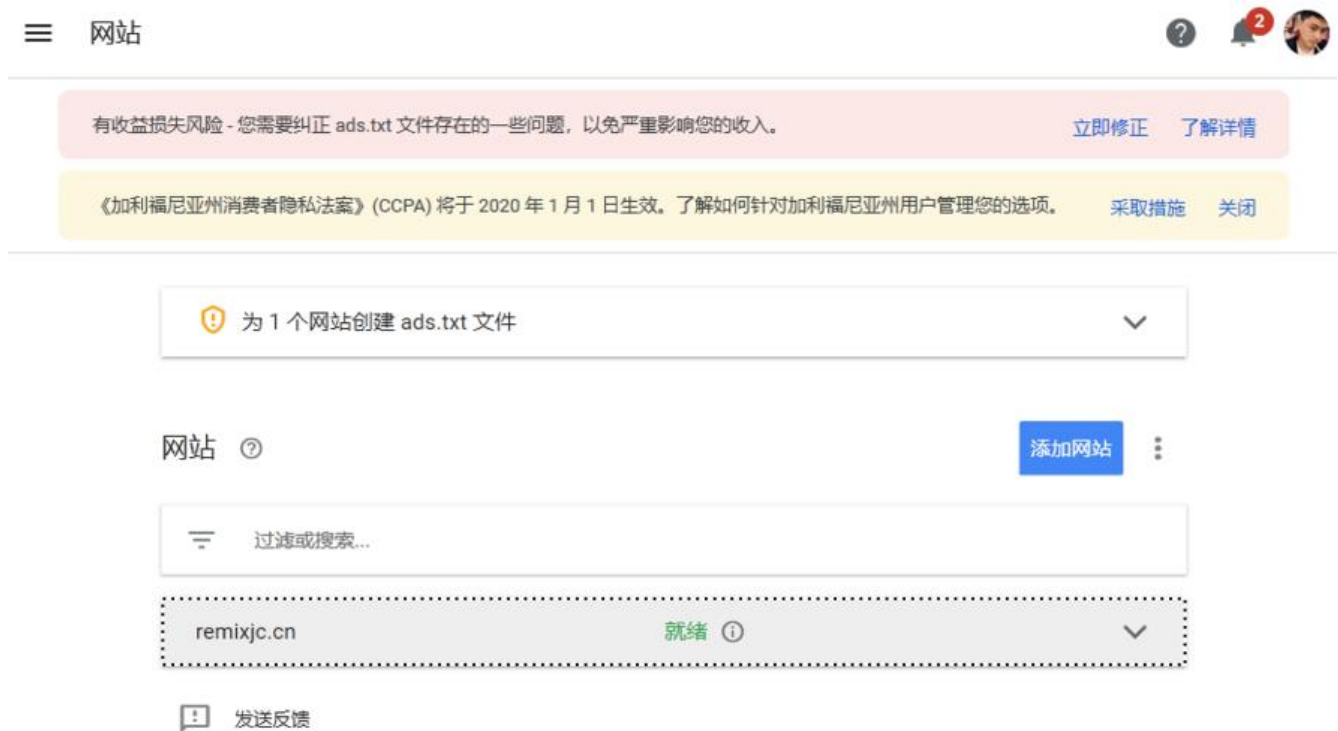 网站
2
有收益损失风险 - 您需要纠正 ads.txt 文件存在的一些问题，以免严重影响您的收入。 立即修正 了解详情
《加利福尼亚州消费者隐私法案》(CCPA) 将于 2020 年 1 月 1 日生效。了解如何针对加利福尼亚州用户管理您的选项。 采取措施 关闭
为 1 个网站创建 ads.txt 文件
网站 添加网站
过滤或搜索...
remixjc.cn 就绪
发送反馈